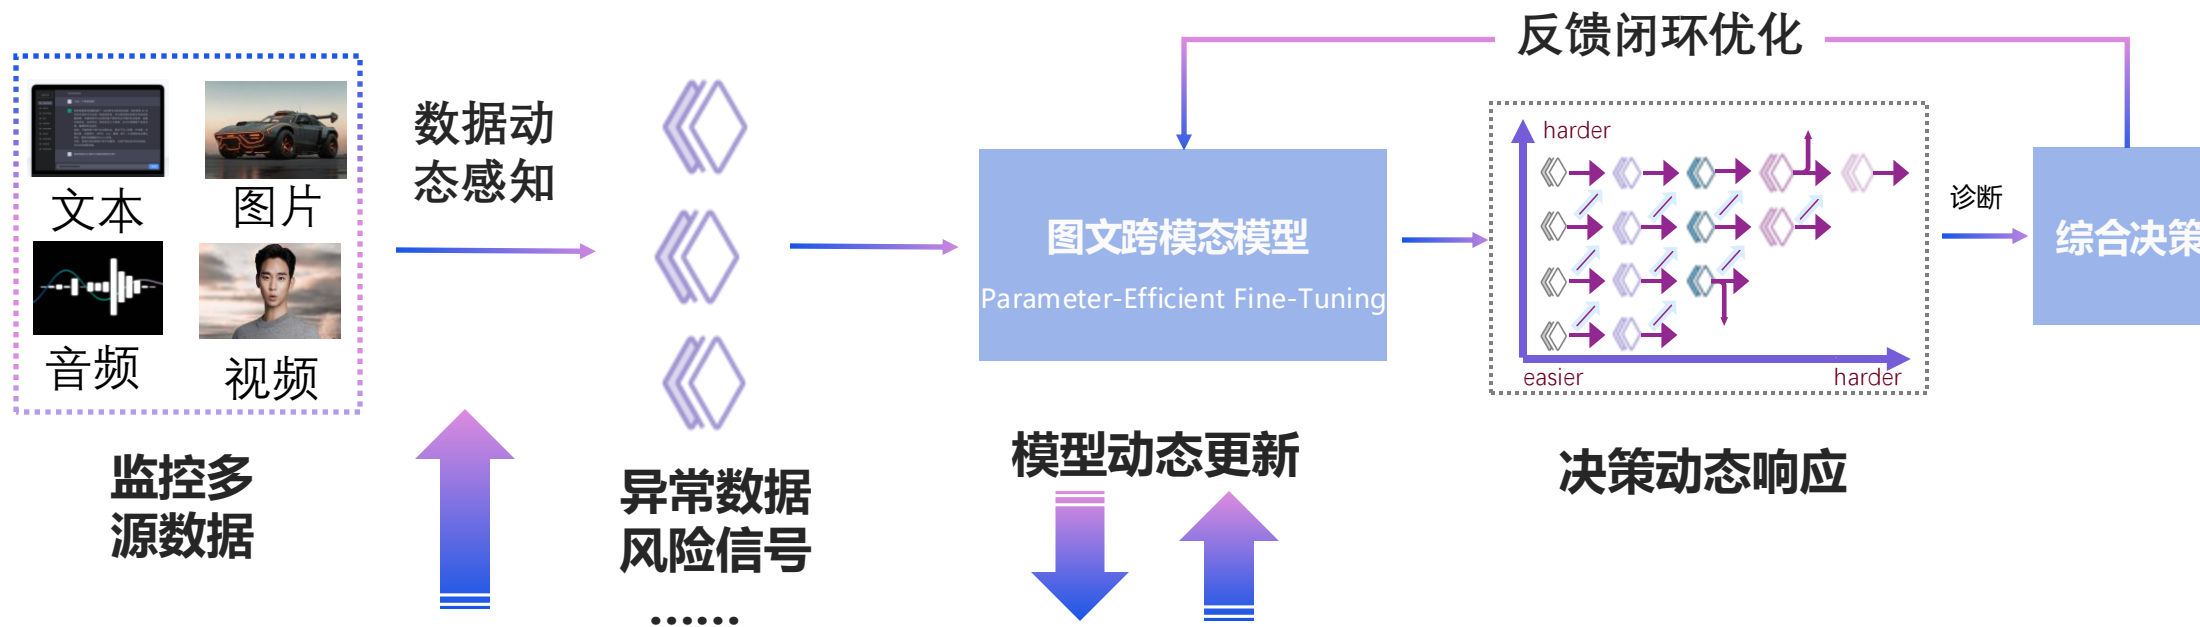 反馈闭环优化
文本
图片
音频
视频
监控多
源数据
数据动
态感知
异常数据
风险信号
……
图文跨模态模型
Parameter-Efficient Fine-Tuning
模型动态更新
harder
easier
harder
决策动态响应
诊断
综合决策